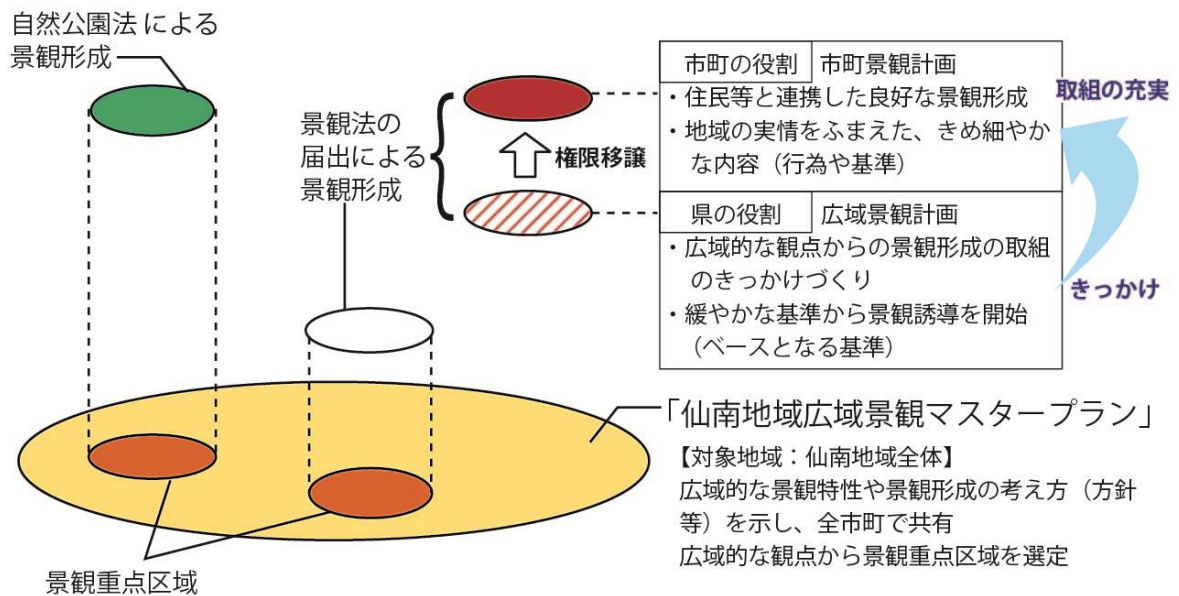 自然公園法による
景観形成
景観法の
届出による
景観形成
権限移譲
市町の役割 市町景観計画
・住民等と連携した良好な景観形成
・地域の実情をふまえた、きめ細やか
な内容（行為や基準）
県の役割 広域景観計画
・広域的な観点からの景観形成の取組
のきっかけづくり
・緩やかな基準から景観誘導を開始
（ベースとなる基準）
取組の充実
きっかけ
「仙南地域広域景観マスタープラン」
【対象地域：仙南地域全体】
広域的な景観特性や景観形成の考え方（方針
等）を示し、全市町で共有
広域的な観点から景観重点区域を選定
景観重点区域